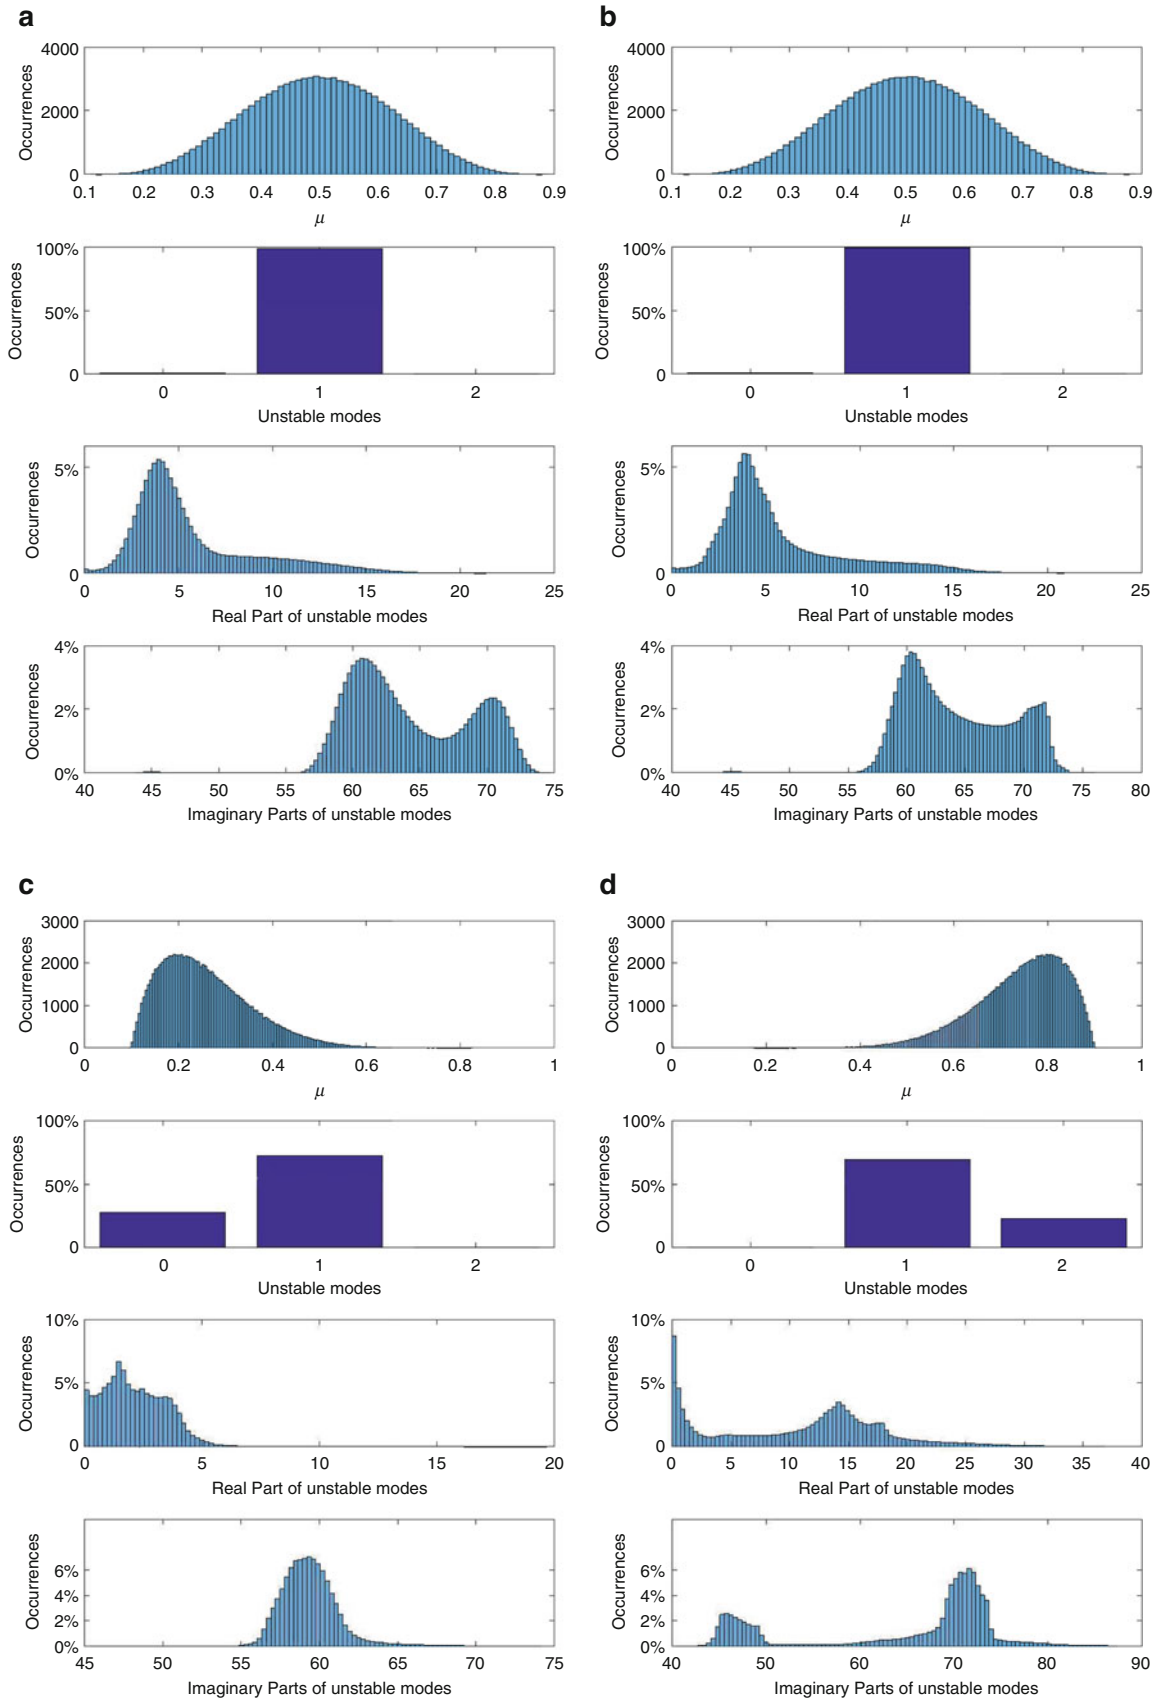 a
4000
2000
0
Occurrences
0.1 0.2 0.3 0.4 0.5 0.6 0.7 0.8 0.9
μ
100%
50%
0
Occurrences
0 1 2
Unstable modes
5%
0
Occurrences
0 5 10 15 20 25
Real Part of unstable modes
4%
2%
0%
Occurrences
40 45 50 55 60 65 70 75
Imaginary Parts of unstable modes
b
4000
2000
0
Occurrences
0.1 0.2 0.3 0.4 0.5 0.6 0.7 0.8 0.9
μ
100%
50%
0
Occurrences
0 1 2
Unstable modes
5%
0
Occurrences
0 5 10 15 20 25
Real Part of unstable modes
4%
2%
0%
Occurrences
40 45 50 55 60 65 70 75 80
Imaginary Parts of unstable modes
c
3000
2000
1000
0
Occurrences
0 0.2 0.4 0.6 0.8 1
μ
100%
50%
0
Occurrences
0 1 2
Unstable modes
10%
5%
0
Occurrences
0 5 10 15 20
Real Part of unstable modes
6%
4%
2%
0%
Occurrences
45 50 55 60 65 70 75
Imaginary Parts of unstable modes
d
3000
2000
1000
0
Occurrences
0 0.2 0.4 0.6 0.8 1
μ
100%
50%
0
Occurrences
0 1 2
Unstable modes
10%
5%
0
Occurrences
0 5 10 15 20 25 30 35 40
Real Part of unstable modes
6%
4%
2%
0%
Occurrences
40 50 60 70 80 90
Imaginary Parts of unstable modes